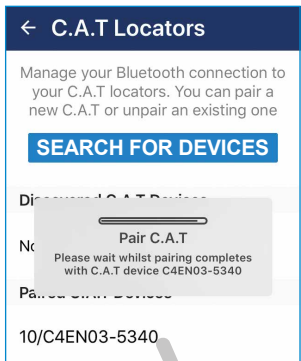 ← C.A.T Locators
Manage your Bluetooth connection to
your C.A.T locators. You can pair a
new C.A.T or unpair an existing one
SEARCH FOR DEVICES
Pair C.A.T
Please wait whilst pairing completes
with C.A.T device C4EN03-5340
10/C4EN03-5340